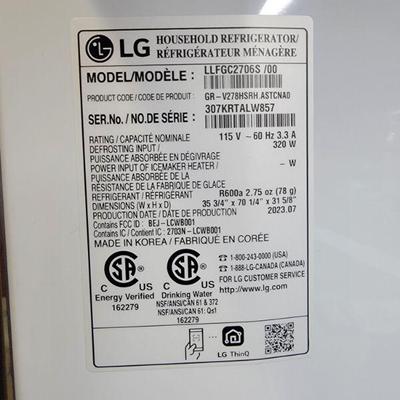 LG HOUSEHOLD REFRIGERATOR/
RÉFRIGÉRATEUR MÉNAGÈRE
MODEL/MODÈLE : LLFGC2706S /00
PRODUCT CODE / CODE DE PRODUIT : GR-V278HSRH.ASTCNA0
SER.No./ NO. DE SÉRIE : 307KRTALW857
RATING / CAPACITÉ NOMINALE 115 V ~ 60 Hz 3.3 A
DEFROSTING INPUT / 320 W
PUISSANCE ABSORBÉE EN DÉGIVRAGE
POWER INPUT OF ICEMAKER HEATER / – W
PUISSANCE ABSORBÉE DE LA
RÉSISTANCE DE LA FABRIQUE DE GLACE
REFRIGERANT / RÉFRIGÉRANT R600a 2.75 oz (78 g)
DIMENSIONS (W x H x D) 35 3/4" x 70 1/4" x 31 5/8"
PRODUCTION DATE / DATE DE PRODUCTION 2023.07
Contains FCC ID : BEJ-LCWB001
Contains IC / Contient IC : 2703N-LCWB001
MADE IN KOREA / FABRIQUÉ EN CORÉE
1-800-243-0000 (USA)
1-888-LG-CANADA (CANADA)
FOR LG CUSTOMER SERVICE
http://www.lg.com
SA
C US
Energy Verified
162279
SA
C US
Drinking Water
NSF/ANSI/CAN 61 & 372
NSF/ANSI/CAN 61: Qs1
162279
LG ThinQ